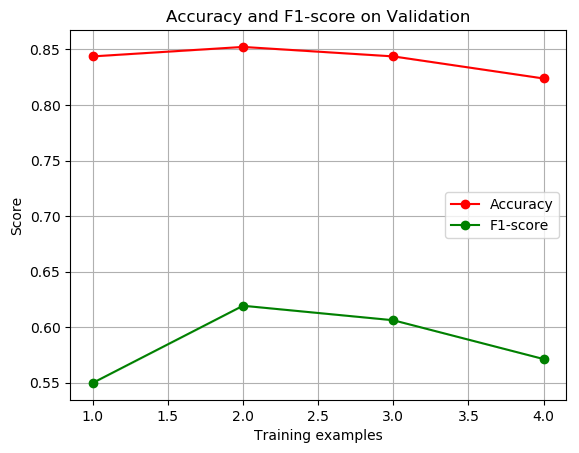 Accuracy and F1-score on Validation
0.85
0.80
0.75
0.70
0.65
0.60
0.55
Score
Accuracy
F1-score
1.0 1.5 2.0 2.5 3.0 3.5 4.0
Training examples